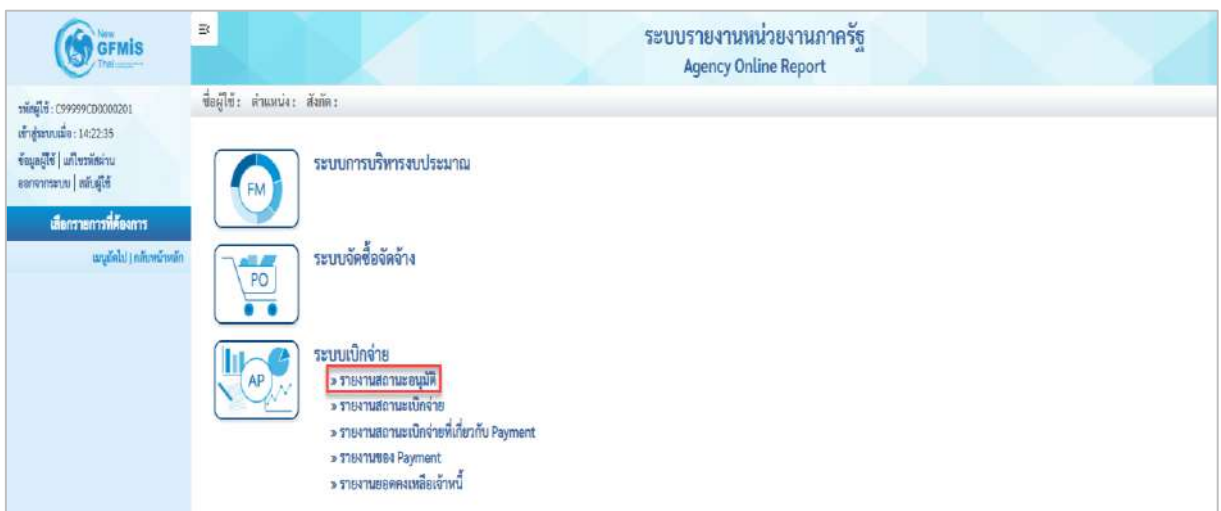 New
GFMIS
Thai
ระบบรายงานหน่วยงานภาครัฐ
Agency Online Report
รหัสผู้ใช้ : C99999CD0000201
เข้าสู่ระบบเมื่อ : 14:22:35
ข้อมูลผู้ใช้ | แก้ไขรหัสผ่าน
ออกจากระบบ | สลับผู้ใช้
เลือกรายการที่ต้องการ
เมนูถัดไป | กลับหน้าหลัก
ชื่อผู้ใช้ : ตำแหน่ง : สังกัด :
FM
ระบบการบริหารงบประมาณ
PO
ระบบจัดซื้อจัดจ้าง
AP
ระบบเบิกจ่าย
» รายงานสถานะอนุมัติ
» รายงานสถานะเบิกจ่าย
» รายงานสถานะเบิกจ่ายที่เกี่ยวกับ Payment
» รายงานของ Payment
» รายงานยอดคงเหลือเจ้าหนี้